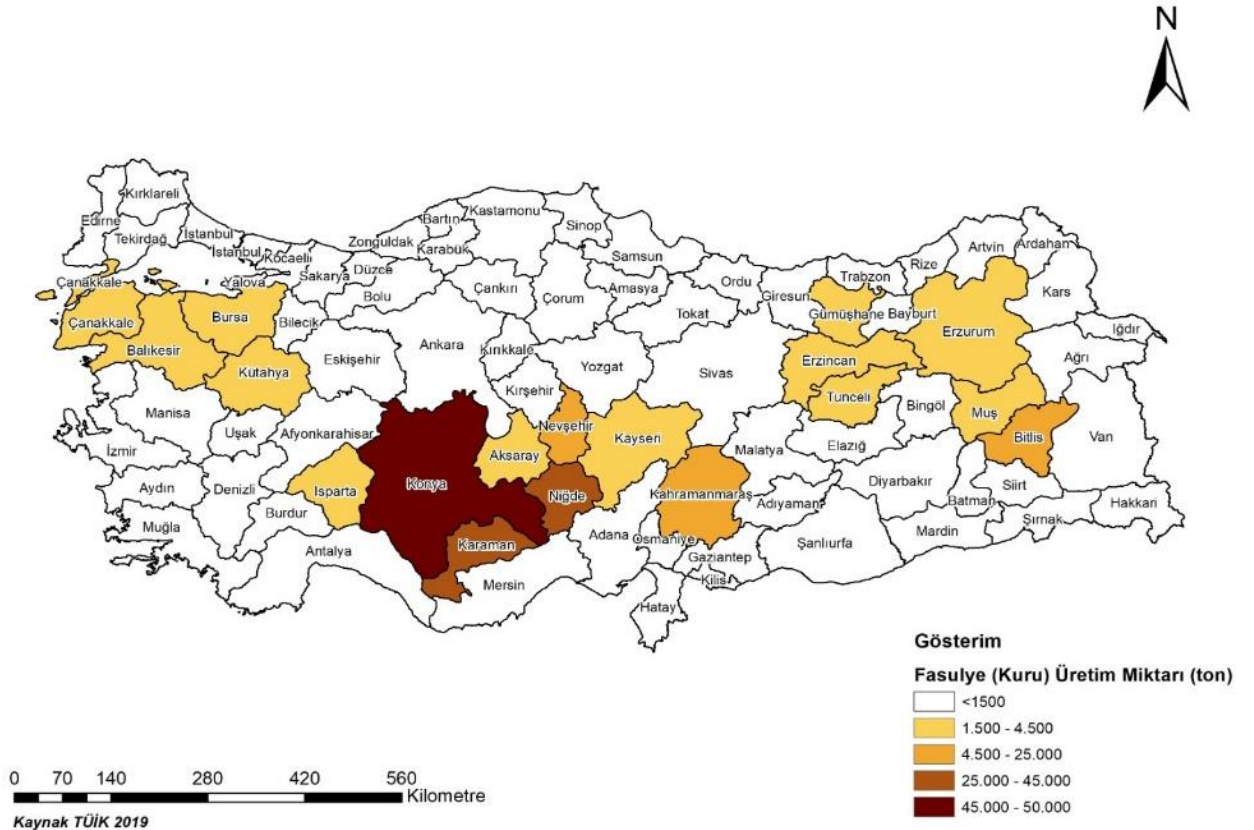 N
Kırklareli
Edirne
Tekirdağ
İstanbul
İstanbul
Kocaeli
Yalova
Sakarya
Düzce
Zonguldak
Bartın
Karabük
Kastamonu
Sinop
Samsun
Ordu
Giresun
Trabzon
Rize
Artvin
Ardahan
Kars
Iğdır
Çanakkale
Çanakkale
Balıkesir
Bursa
Bilecik
Kutahya
Eskişehir
Bolu
Ankara
Çankırı
Kırıkkale
Kırşehir
Çorum
Amasya
Tokat
Yozgat
Sivas
Gümüşhane
Bayburt
Erzincan
Erzurum
Ağrı
Tunceli
Bingöl
Muş
Bitlis
Van
Manisa
İzmir
Uşak
Afyonkarahisar
Aydın
Denizli
Muğla
Burdur
Isparta
Antalya
Konya
Aksaray
Nevşehir
Niğde
Kayseri
Karaman
Mersin
Adana
Kahramanmaraş
Osmaniye
Malatya
Elazığ
Adıyaman
Gaziantep
Kilis
Hatay
Şanlıurfa
Diyarbakır
Batman
Mardin
Siirt
Şırnak
Hakkari
Gösterim
Fasulye (Kuru) Üretim Miktarı (ton)
<1500
1.500 - 4.500
4.500 - 25.000
25.000 - 45.000
45.000 - 50.000
0 70 140 280 420 560
Kilometre
Kaynak TÜİK 2019